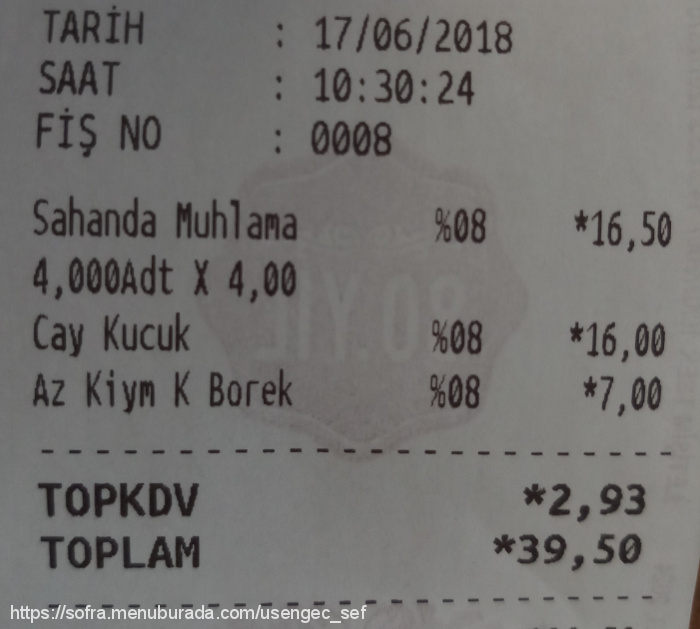 TARİH : 17/06/2018
SAAT : 10:30:24
FİŞ NO : 0008
Sahanda Muhlama %08 *16,50
4,000Adt X 4,00
Cay Kucuk %08 *16,00
Az Kiym K Borek %08 *7,00
TOPKDV *2,93
TOPLAM *39,50
https://sofra.menuburada.com/usengec_sef